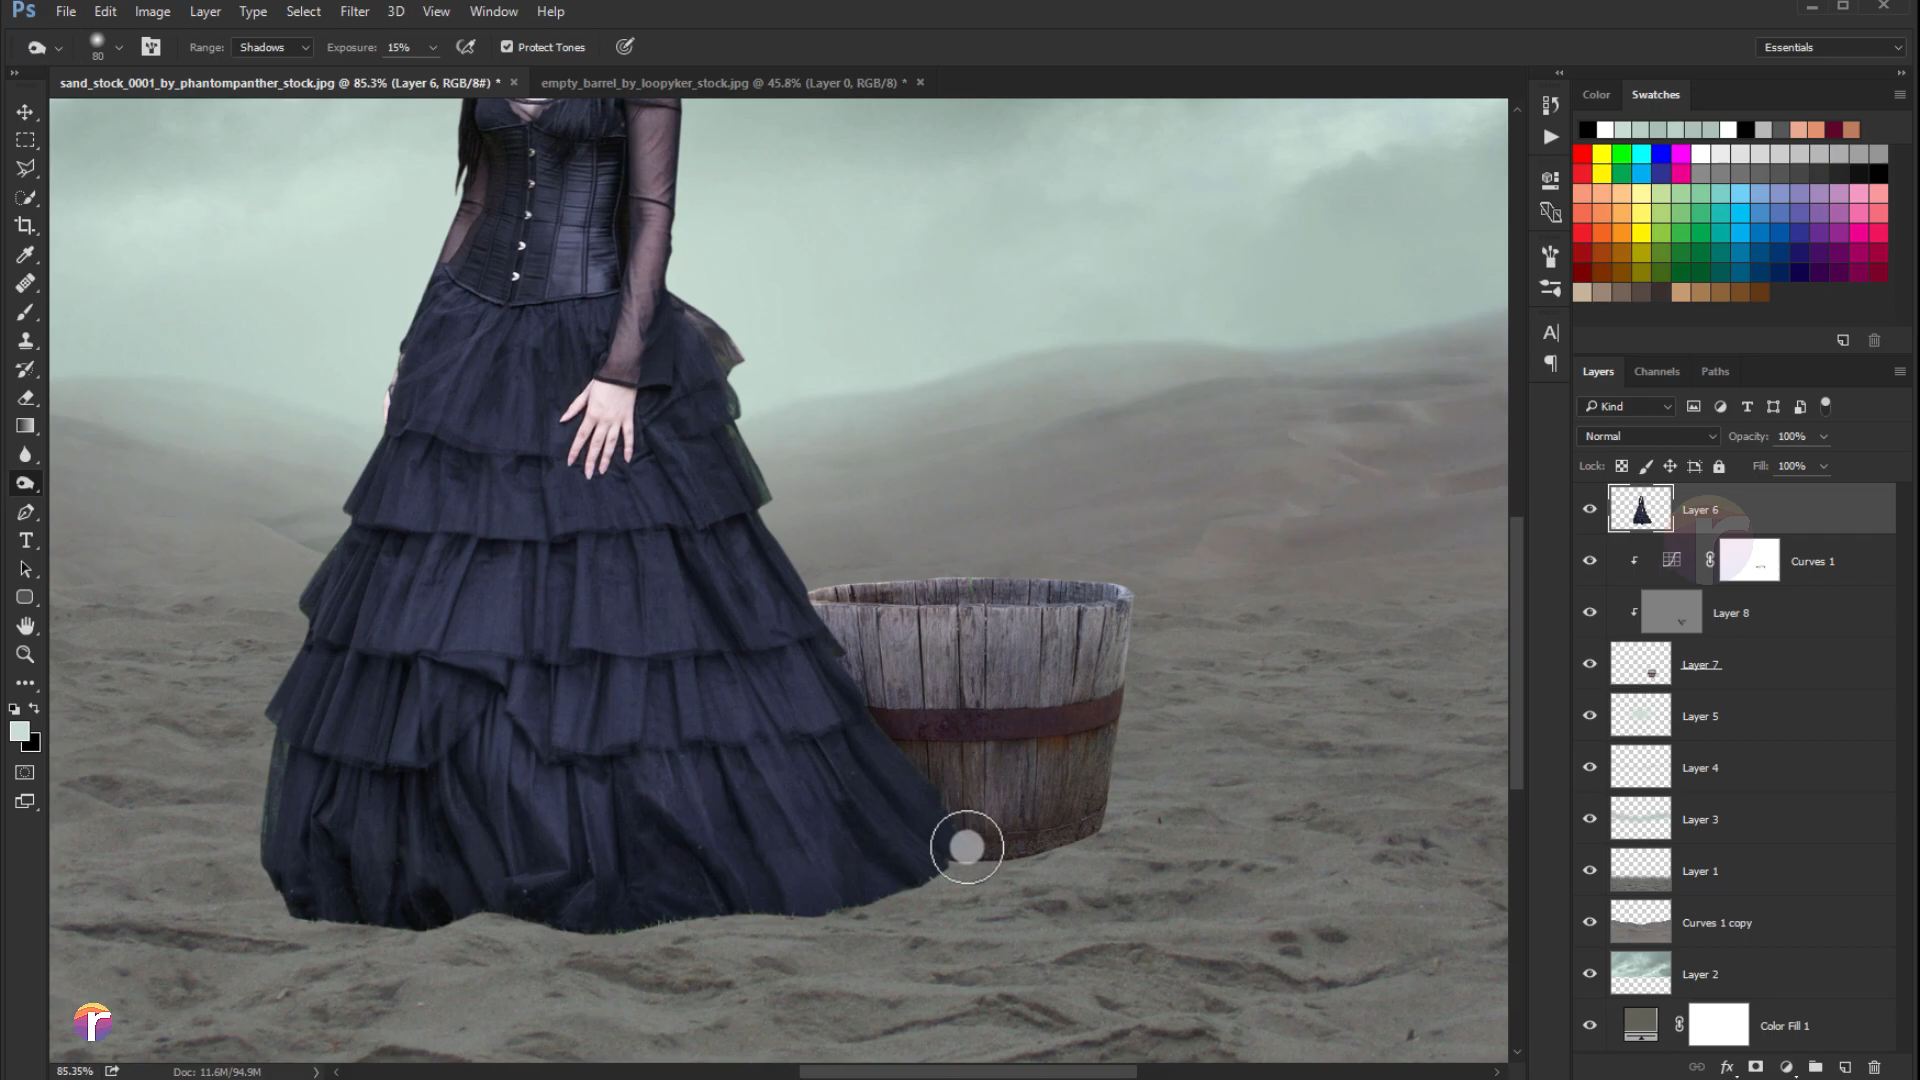 Ps File Edit Image Layer Type Select Filter 3D View Window Help
80 Range: Shadows Exposure: 15% Protect Tones Essentials
sand_stock_0001_by_phantompanther_stock.jpg @ 85.3% (Layer 6, RGB/8#) * empty_barrel_by_loopyker_stock.jpg @ 45.8% (Layer 0, RGB/8) *
Color Swatches
Layers Channels Paths
Kind
Normal Opacity: 100%
Lock: Fill: 100%
Layer 6
Curves 1
Layer 8
Layer 7
Layer 5
Layer 4
Layer 3
Layer 1
Curves 1 copy
Layer 2
Color Fill 1
fx
r
85.35% Doc: 11.6M/94.9M